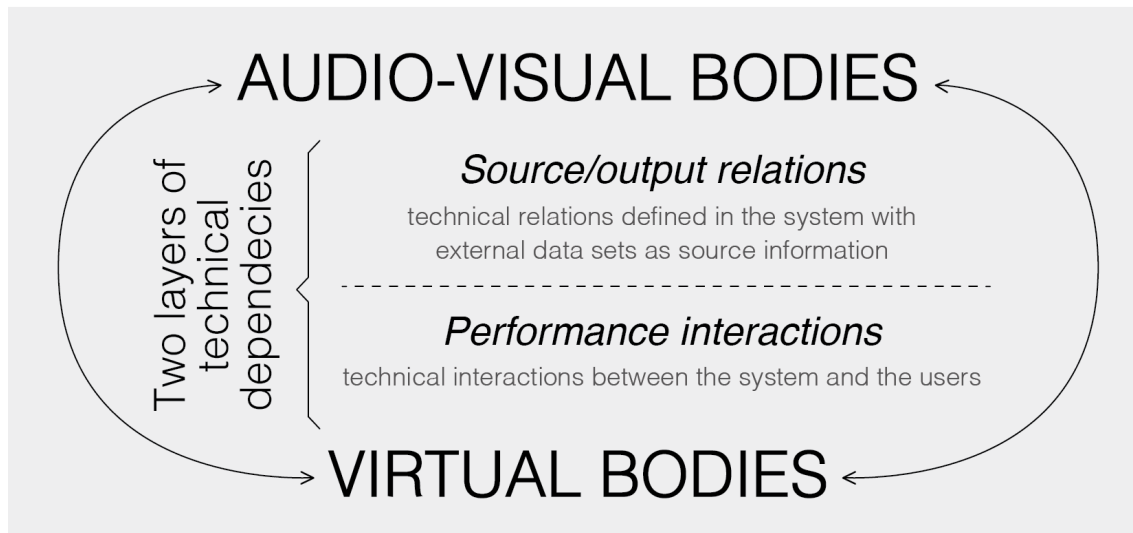 AUDIO-VISUAL BODIES
Two layers of
technical
dependecies
Source/output relations
technical relations defined in the system with
external data sets as source information
Performance interactions
technical interactions between the system and the users
VIRTUAL BODIES